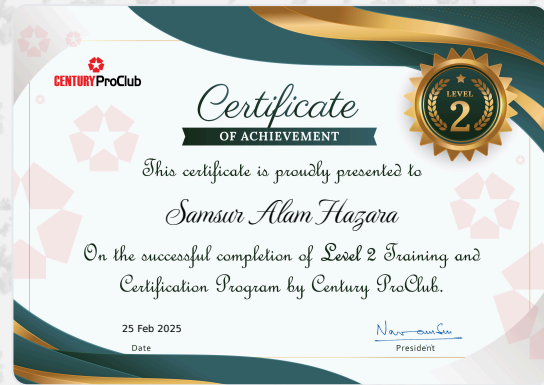 CENTURY ProClub
LEVEL
2
Certificate
OF ACHIEVEMENT
This certificate is proudly presented to
Samsur Alam Hazara
On the successful completion of Level 2 Training and
Certification Program by Century ProClub.
25 Feb 2025
Date
President